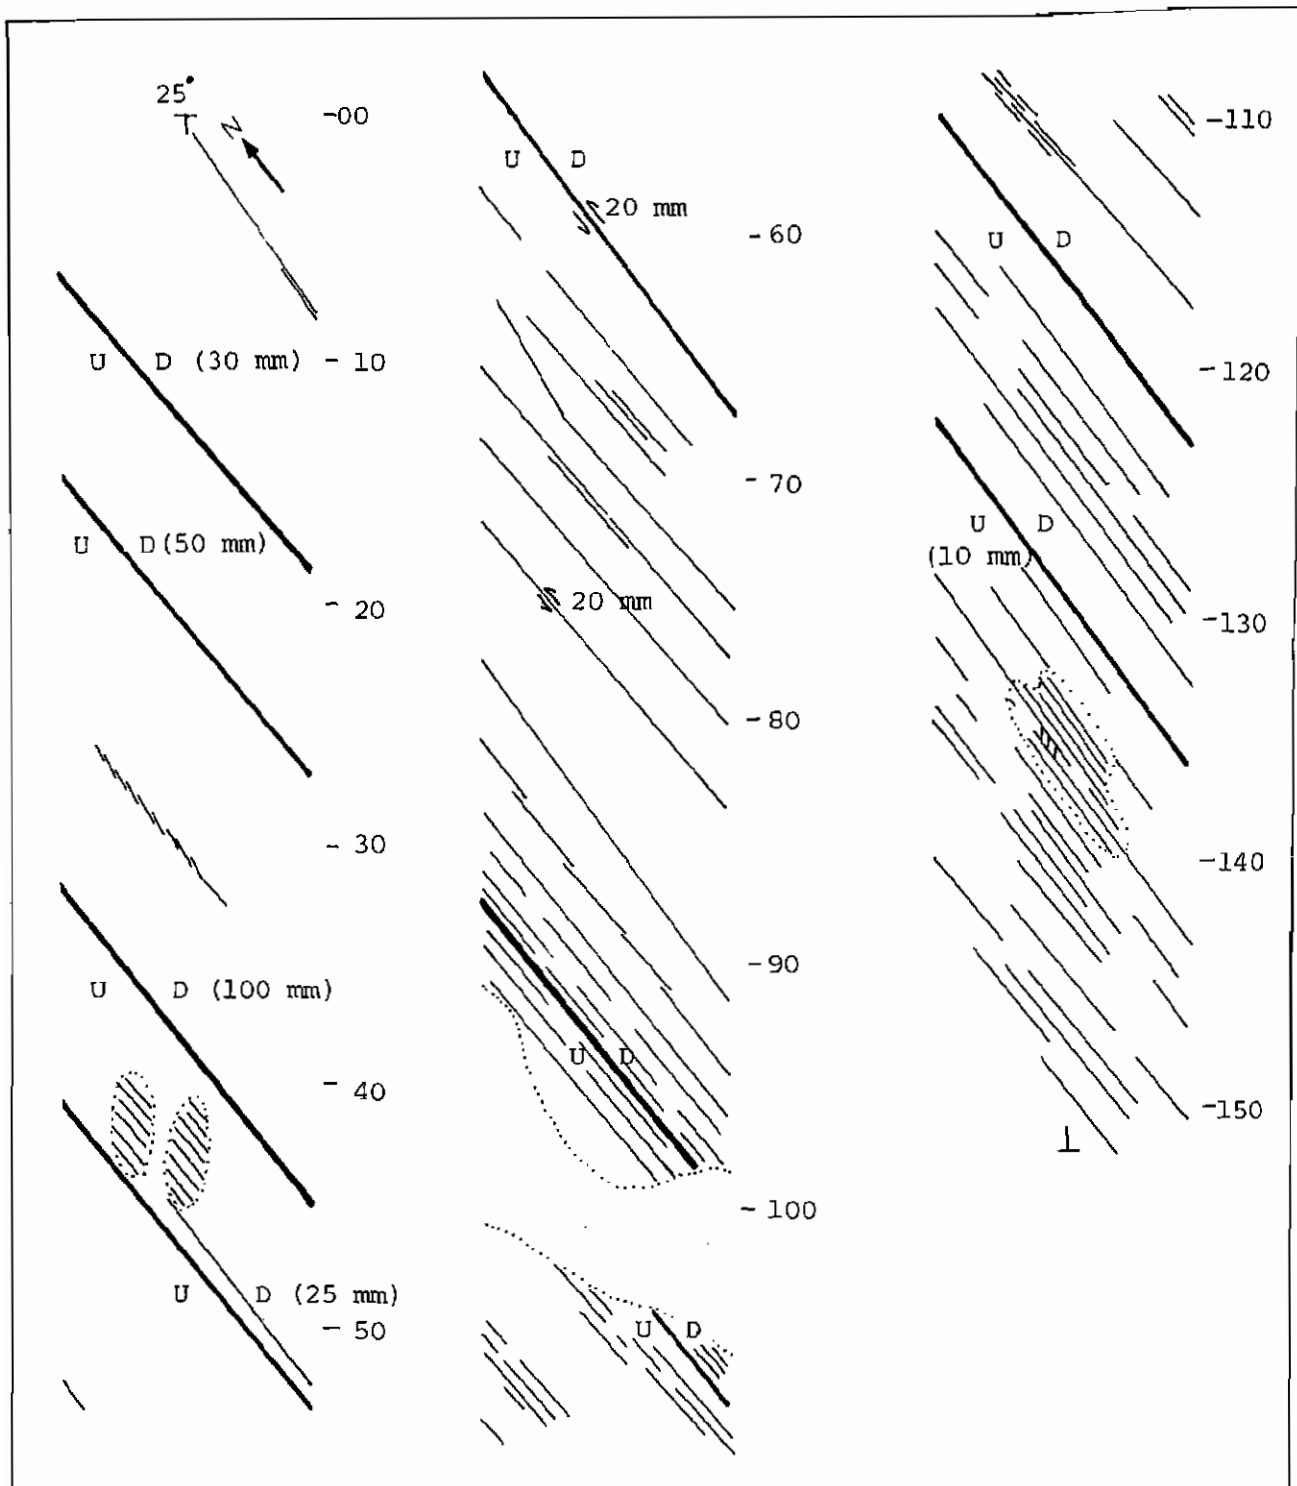 25°
N
-00
U D (30 mm) - 10
U D (50 mm)
- 20
- 30
U D (100 mm)
- 40
U D (25 mm)
- 50
U D
20 mm
- 60
- 70
20 mm
- 80
- 90
U D
- 100
U D
-110
U D
-120
U D
(10 mm)
-130
-140
-150